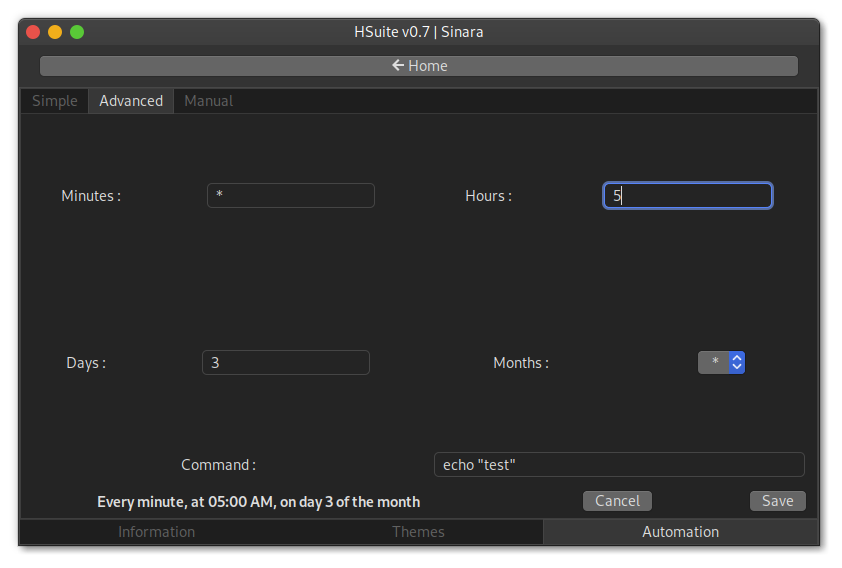 HSuite v0.7 | Sinara
← Home
Simple Advanced Manual
Minutes : * Hours : 5
Days : 3 Months : *
Command : echo "test"
Every minute, at 05:00 AM, on day 3 of the month Cancel Save
Information Themes Automation